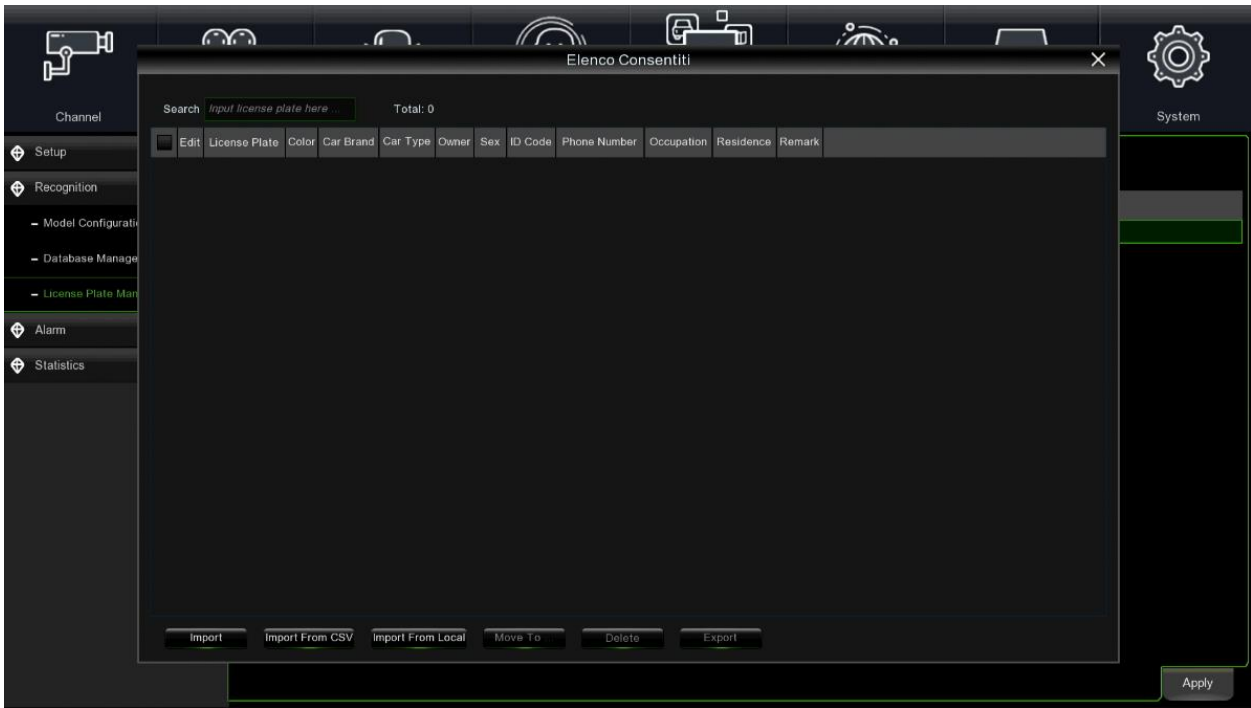 Elenco Consentiti
Channel
System
Search Input license plate here ... Total: 0
Edit License Plate Color Car Brand Car Type Owner Sex ID Code Phone Number Occupation Residence Remark
Setup
Recognition
Model Configurati
Database Manage
License Plate Man
Alarm
Statistics
Import Import From CSV Import From Local Move To Delete Export
Apply